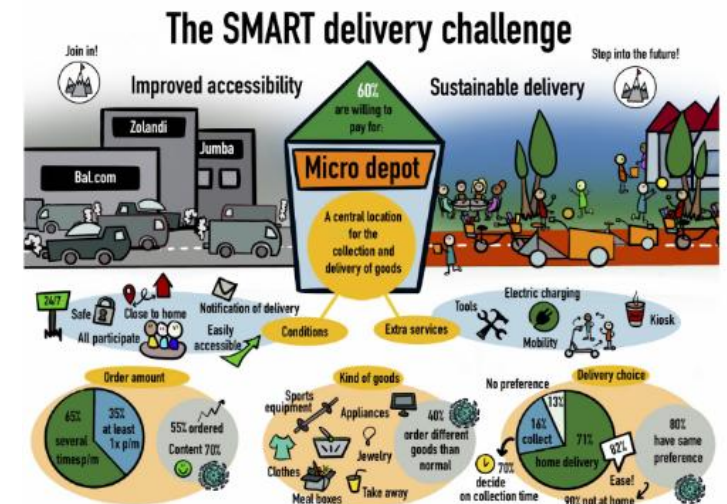 The SMART delivery challenge
Join in!
Step into the future!
Improved accessibility
Sustainable delivery
60%
are willing to
pay for:
Micro depot
A central location
for the
collection and
delivery of goods
Zolandi
Jumba
Bal.com
24/7
Safe
Close to home
Notification of delivery
All participate
Easily
accessible
Conditions
Extra services
Tools
Electric charging
Mobility
Kiosk
Order amount
65%
several
timesp/m
35%
at least
1x p/m
55% ordered
Content 70%
Kind of goods
Sports
equipment
Appliances
Jewelry
Clothes
Meal boxes
Take away
40%
order different
goods than
normal
Delivery choice
No preference
13%
16%
collect
71%
home delivery
82%
Ease!
70%
decide
on collection time
90% not at home
80%
have same
preference